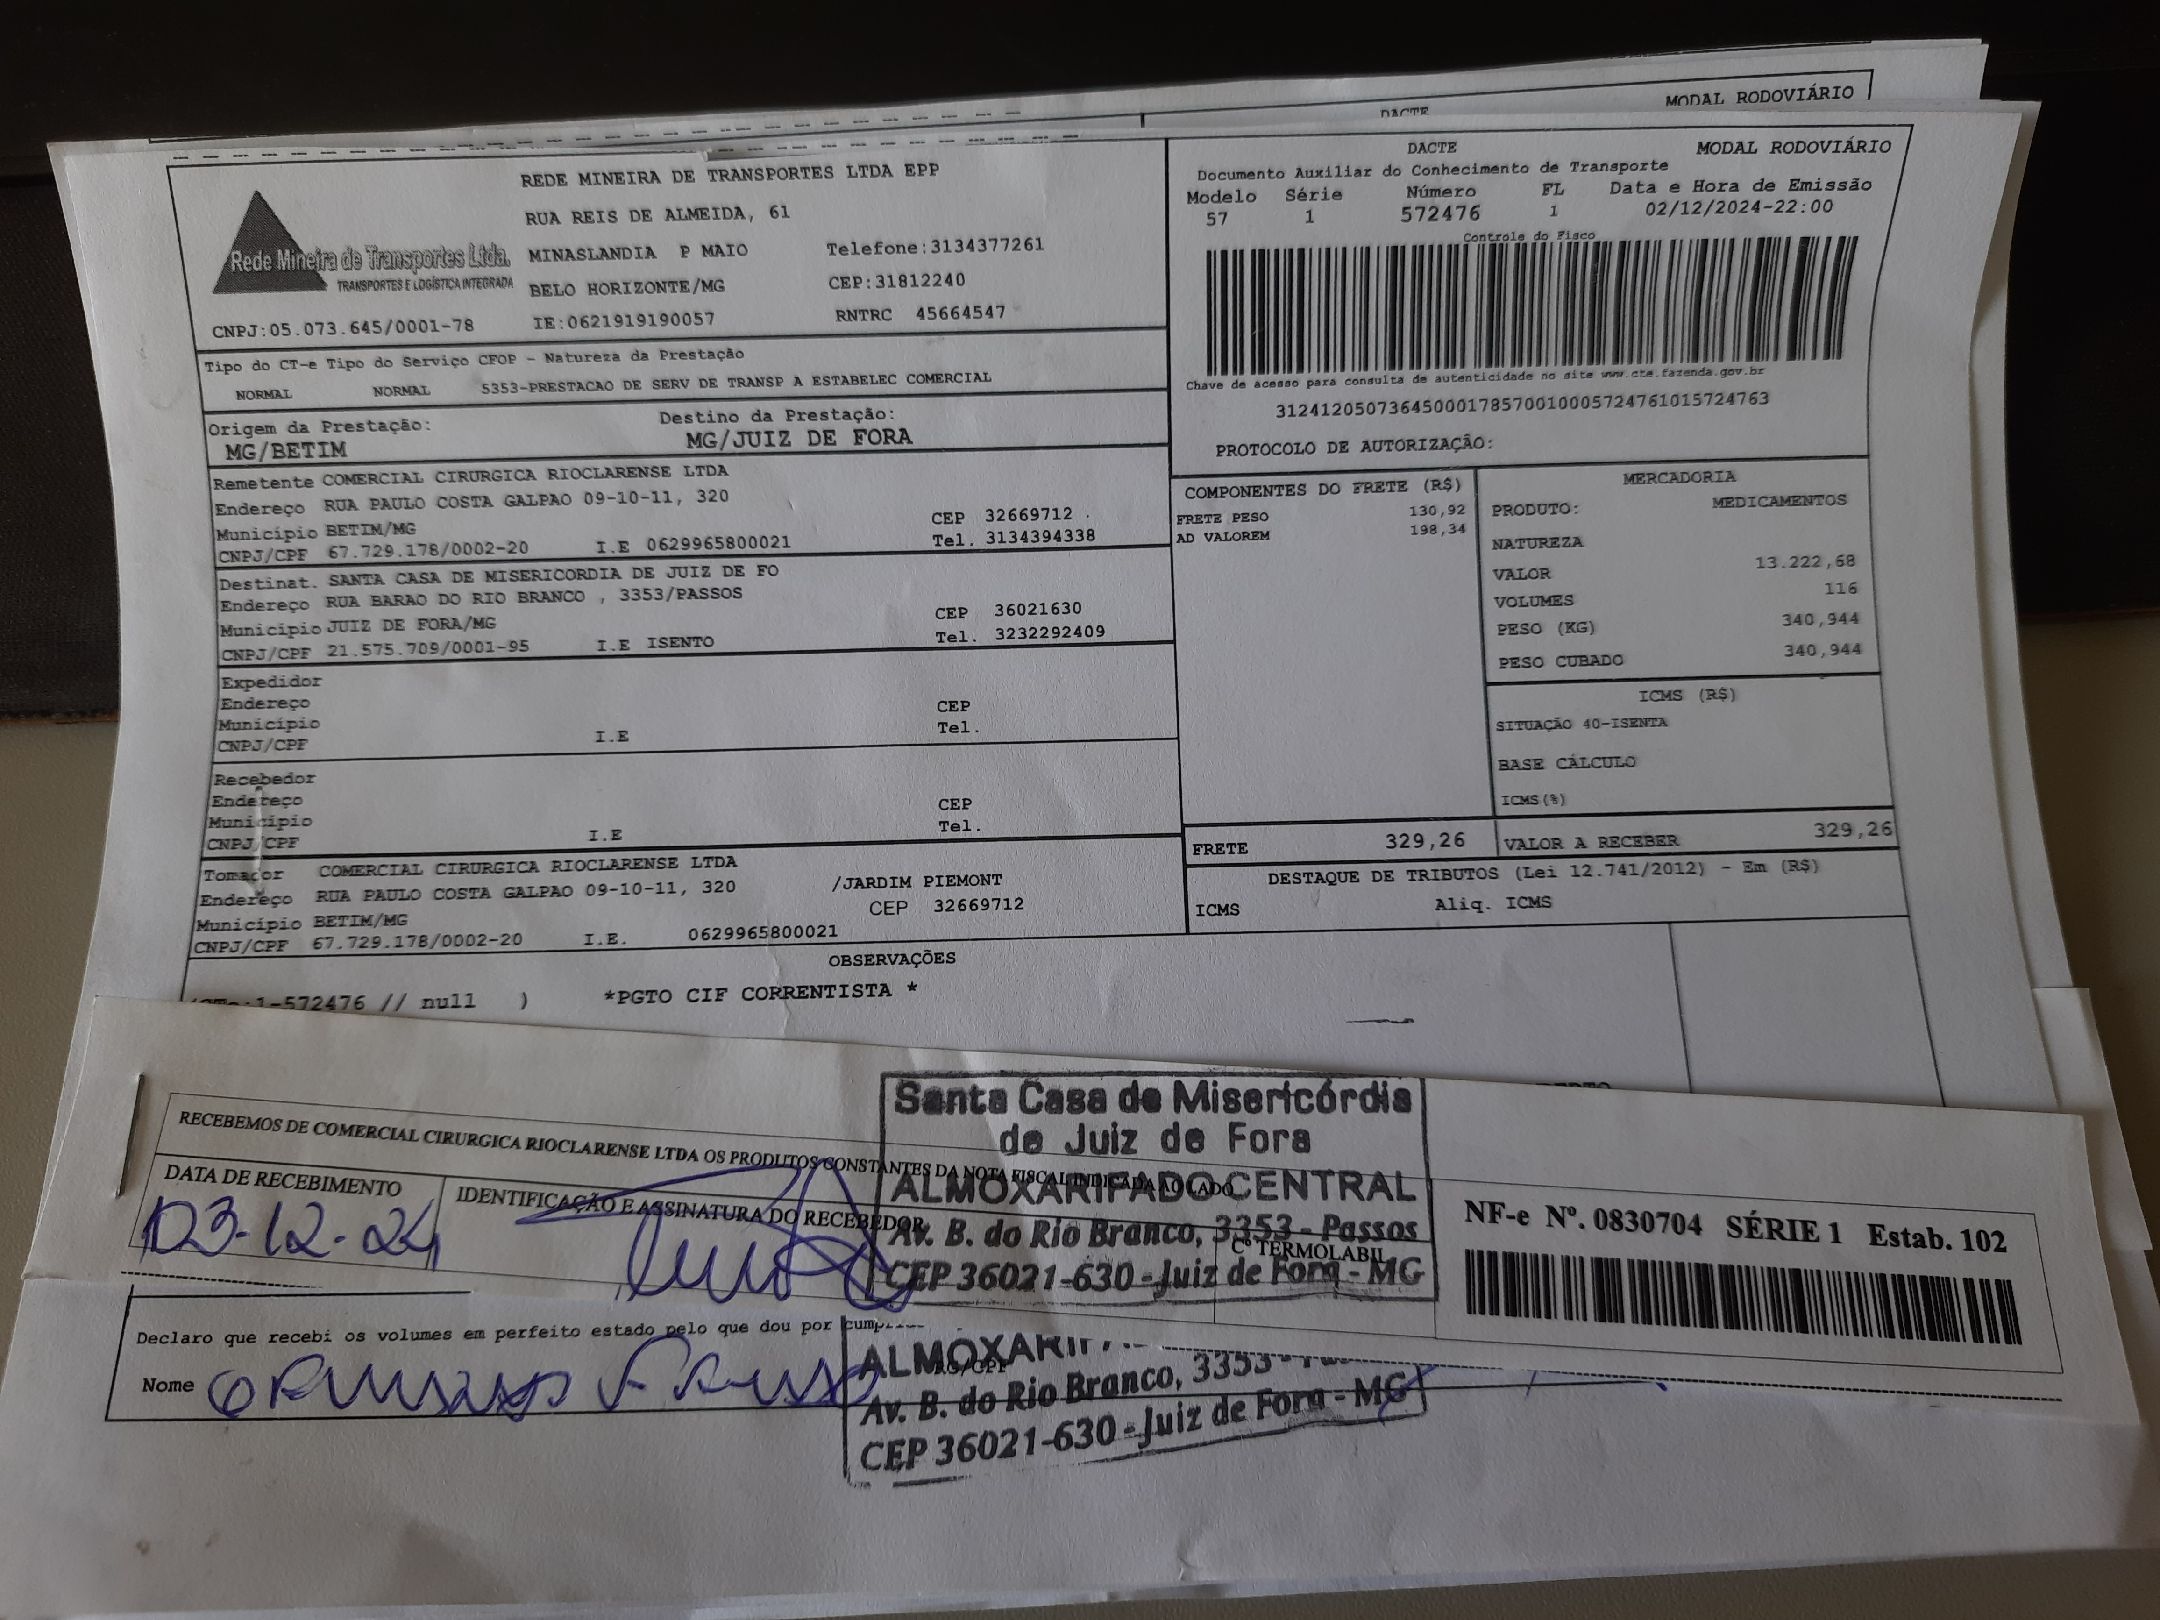 DACTE
MODAL RODOVIÁRIO
Rede Mineira de Transportes Ltda.
TRANSPORTES E LOGÍSTICA INTEGRADA
REDE MINEIRA DE TRANSPORTES LTDA EPP
RUA REIS DE ALMEIDA, 61
MINASLANDIA P MAIO Telefone:3134377261
BELO HORIZONTE/MG CEP:31812240
CNPJ:05.073.645/0001-78 IE:0621919190057 RNTRC 45664547
DACTE MODAL RODOVIÁRIO
Documento Auxiliar do Conhecimento de Transporte
Modelo Série Número FL Data e Hora de Emissão
57 1 572476 1 02/12/2024-22:00
Controle do Fisco
Chave de acesso para consulta de autenticidade no site www.cte.fazenda.gov.br
31241205073645000178570010005724761015724763
PROTOCOLO DE AUTORIZAÇÃO:
Tipo do CT-e Tipo do Serviço CFOP - Natureza da Prestação
NORMAL NORMAL 5353-PRESTACAO DE SERV DE TRANSP A ESTABELEC COMERCIAL
Origem da Prestação: Destino da Prestação:
MG/BETIM MG/JUIZ DE FORA
Remetente COMERCIAL CIRURGICA RIOCLARENSE LTDA
Endereço RUA PAULO COSTA GALPAO 09-10-11, 320
Município BETIM/MG CEP 32669712
CNPJ/CPF 67.729.178/0002-20 I.E 0629965800021 Tel. 3134394338
Destinat. SANTA CASA DE MISERICORDIA DE JUIZ DE FO
Endereço RUA BARAO DO RIO BRANCO , 3353/PASSOS
Município JUIZ DE FORA/MG CEP 36021630
CNPJ/CPF 21.575.709/0001-95 I.E ISENTO Tel. 3232292409
Expedidor
Endereço CEP
Município Tel.
CNPJ/CPF I.E
Recebedor
Endereço CEP
Município Tel.
CNPJ/CPF I.E
Tomador COMERCIAL CIRURGICA RIOCLARENSE LTDA
Endereço RUA PAULO COSTA GALPAO 09-10-11, 320 /JARDIM PIEMONT
Município BETIM/MG CEP 32669712
CNPJ/CPF 67.729.178/0002-20 I.E. 0629965800021
COMPONENTES DO FRETE (R$)
FRETE PESO 130,92
AD VALOREM 198,34
MERCADORIA
PRODUTO: MEDICAMENTOS
NATUREZA
VALOR 13.222,68
VOLUMES 116
PESO (KG) 340,944
PESO CUBADO 340,944
ICMS (R$)
SITUAÇÃO 40-ISENTA
BASE CÁLCULO
ICMS(%)
FRETE 329,26 VALOR A RECEBER 329,26
DESTAQUE DE TRIBUTOS (Lei 12.741/2012) - Em (R$)
ICMS Aliq. ICMS
OBSERVAÇÕES
1-572476 // null ) *PGTO CIF CORRENTISTA *
RECEBEMOS DE COMERCIAL CIRURGICA RIOCLARENSE LTDA OS PRODUTOS CONSTANTES DA NOTA FISCAL INDICADA AO LADO
DATA DE RECEBIMENTO
03-12-24
IDENTIFICAÇÃO E ASSINATURA DO RECEBEDOR
Cº TERMOLABIL
Santa Casa de Misericórdia
de Juiz de Fora
ALMOXARIFADO CENTRAL
Av. B. do Rio Branco, 3353 - Passos
CEP 36021-630 - Juiz de Fora - MG
NF-e Nº. 0830704 SÉRIE 1 Estab. 102
Declaro que recebi os volumes em perfeito estado pelo que dou por
Nome
RG/CPF
Av. B. do Rio Branco, 3353 -
CEP 36021-630 - Juiz de Fora - MG